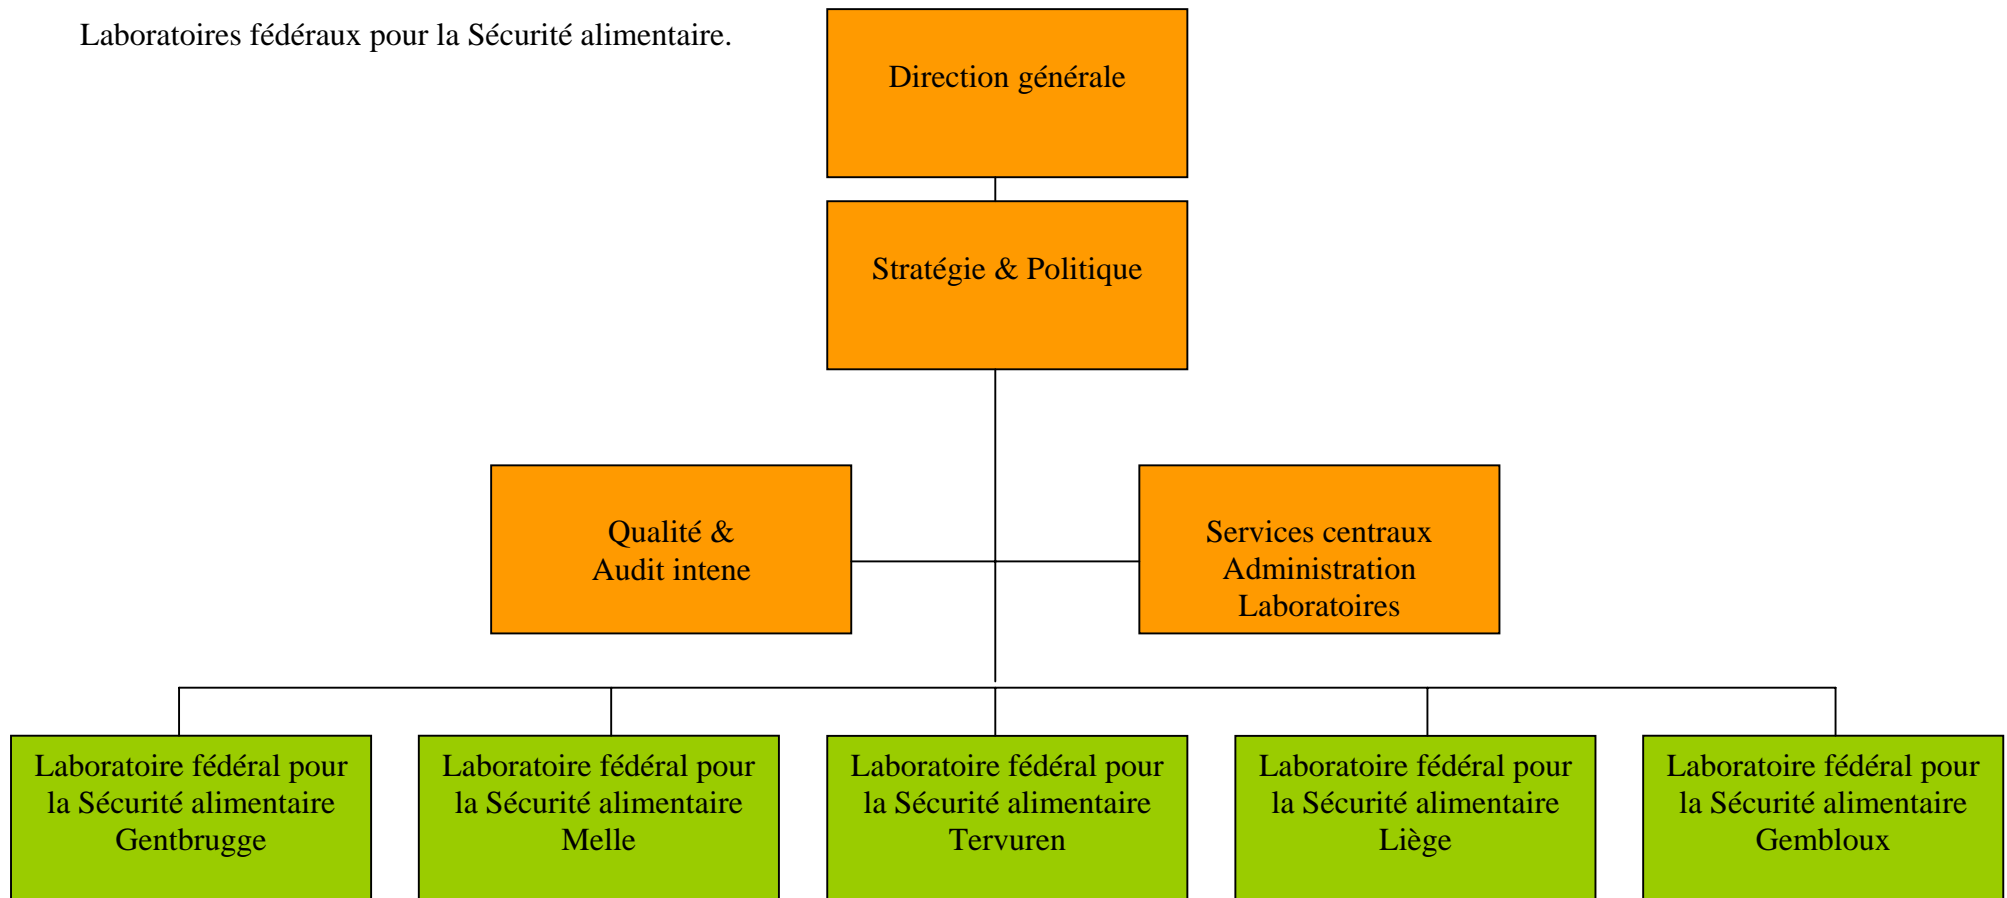 Laboratoires fédéraux pour la Sécurité alimentaire.
Direction générale
Stratégie & Politique
Qualité &
Audit intene
Services centraux
Administration
Laboratoires
Laboratoire fédéral pour
la Sécurité alimentaire
Gentbrugge
Laboratoire fédéral pour
la Sécurité alimentaire
Melle
Laboratoire fédéral pour
la Sécurité alimentaire
Tervuren
Laboratoire fédéral pour
la Sécurité alimentaire
Liège
Laboratoire fédéral pour
la Sécurité alimentaire
Gembloux